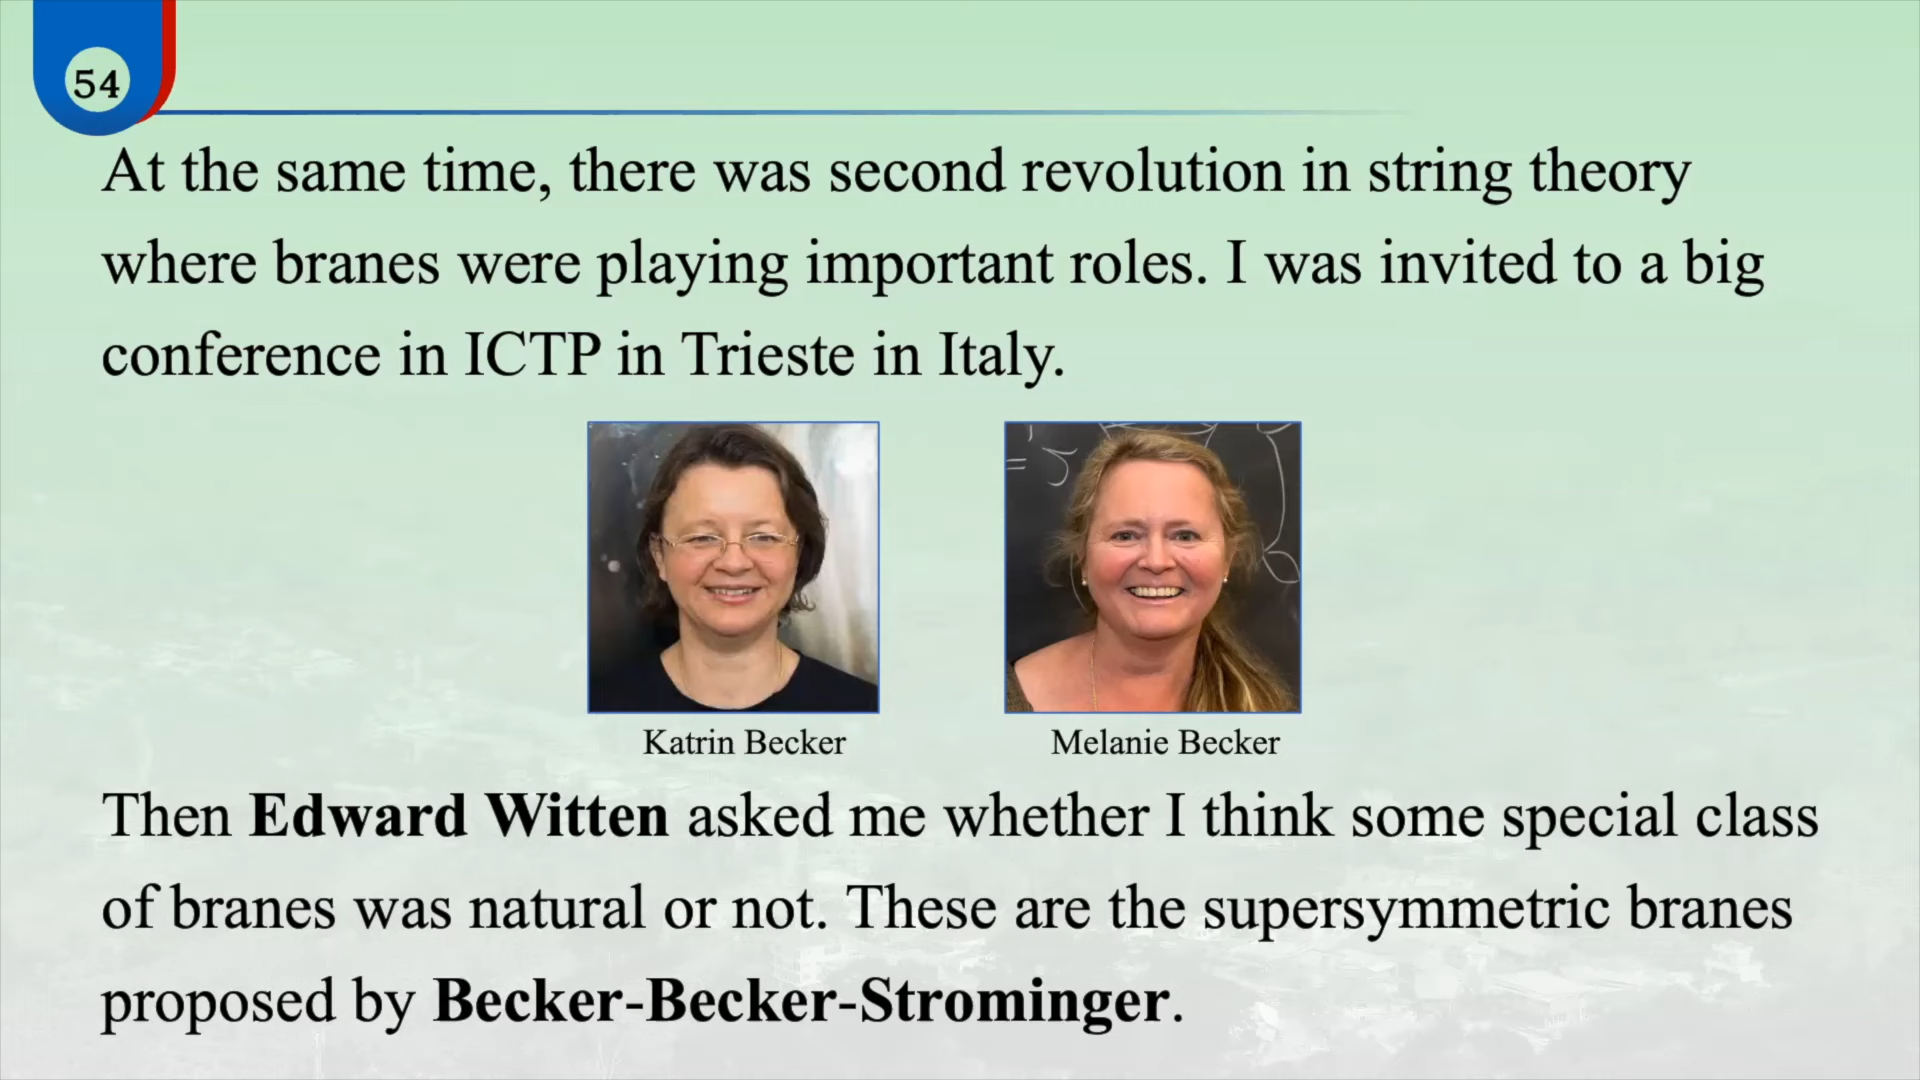 54
At the same time, there was second revolution in string theory
where branes were playing important roles. I was invited to a big
conference in ICTP in Trieste in Italy.
= 5
Katrin Becker
Melanie Becker
Then Edward Witten asked me whether I think some special class
of branes was natural or not. These are the supersymmetric branes
proposed by Becker-Becker-Strominger.